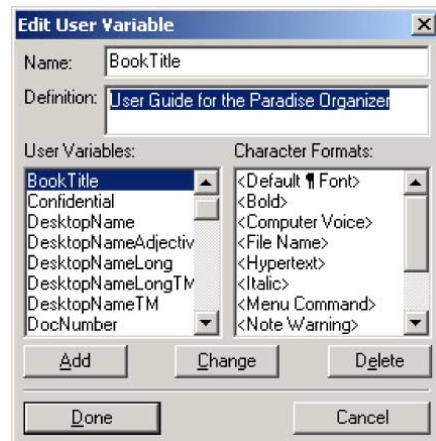 Edit User Variable
Name: BookTitle
Definition: User Guide for the Paradise Organizer
User Variables:
BookTitle
Confidential
DesktopName
DesktopNameAdjectiv
DesktopNameLong
DesktopNameLongTM
DesktopNameTM
DocNumber
Character Formats:
<Default ¶ Font>
<Bold>
<Computer Voice>
<File Name>
<Hypertext>
<Italic>
<Menu Command>
<Note Warning>
Add Change Delete
Done Cancel